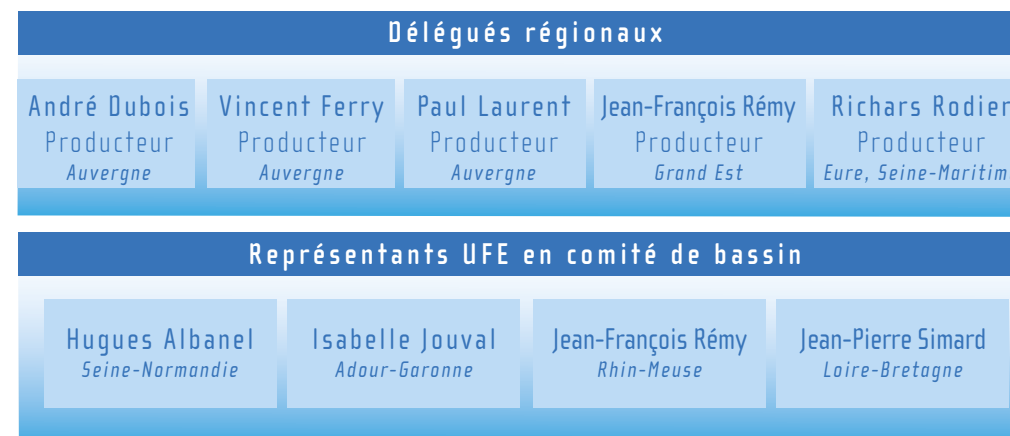 Délégués régionaux
André Dubois
Producteur
Auvergne
Vincent Ferry
Producteur
Auvergne
Paul Laurent
Producteur
Auvergne
Jean-François Rémy
Producteur
Grand Est
Richars Rodier
Producteur
Eure, Seine-Maritim
Représentants UFE en comité de bassin
Hugues Albanel
Seine-Normandie
Isabelle Jouval
Adour-Garonne
Jean-François Rémy
Rhin-Meuse
Jean-Pierre Simard
Loire-Bretagne